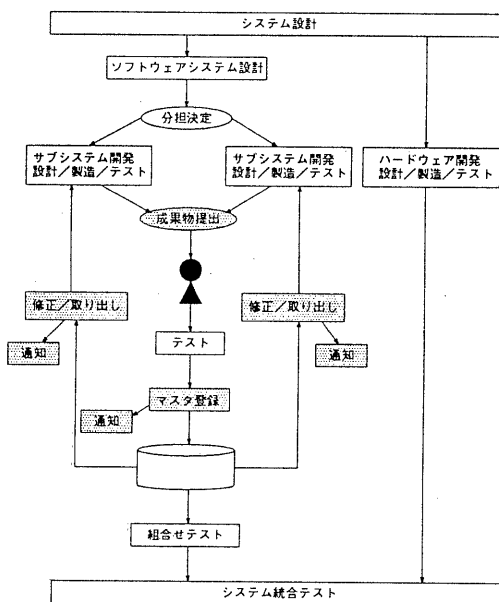 システム設計
ソフトウェアシステム設計
分担決定
サブシステム開発
設計／製造／テスト
サブシステム開発
設計／製造／テスト
ハードウェア開発
設計／製造／テスト
成果物提出
修正／取り出し
修正／取り出し
通知
テスト
通知
マスタ登録
通知
組合せテスト
システム統合テスト